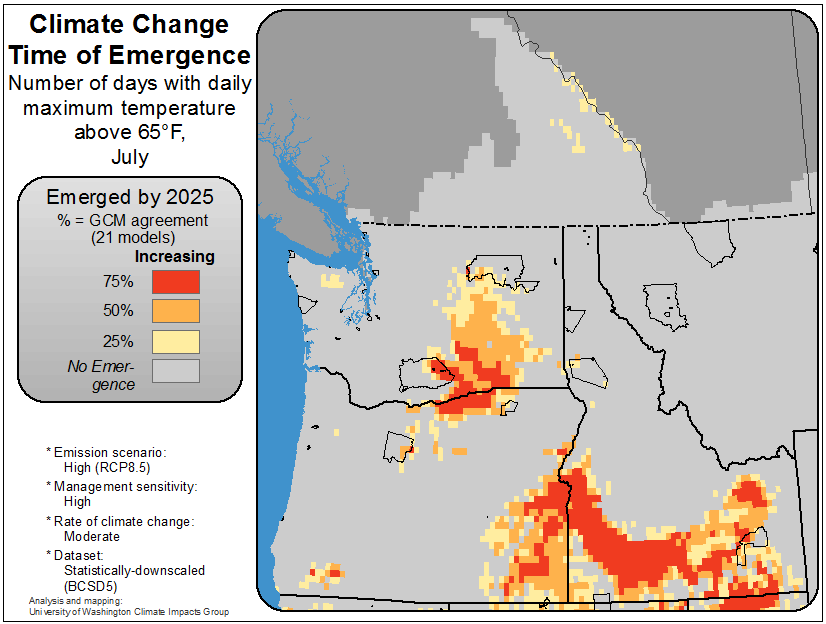 Climate Change
Time of Emergence
Number of days with daily
maximum temperature
above 65°F,
July
Emerged by 2025
% = GCM agreement
(21 models)
Increasing
75%
50%
25%
No Emer-
gence
* Emission scenario:
High (RCP8.5)
* Management sensitivity:
High
* Rate of climate change:
Moderate
* Dataset:
Statistically-downscaled
(BCSD5)
Analysis and mapping:
University of Washington Climate Impacts Group